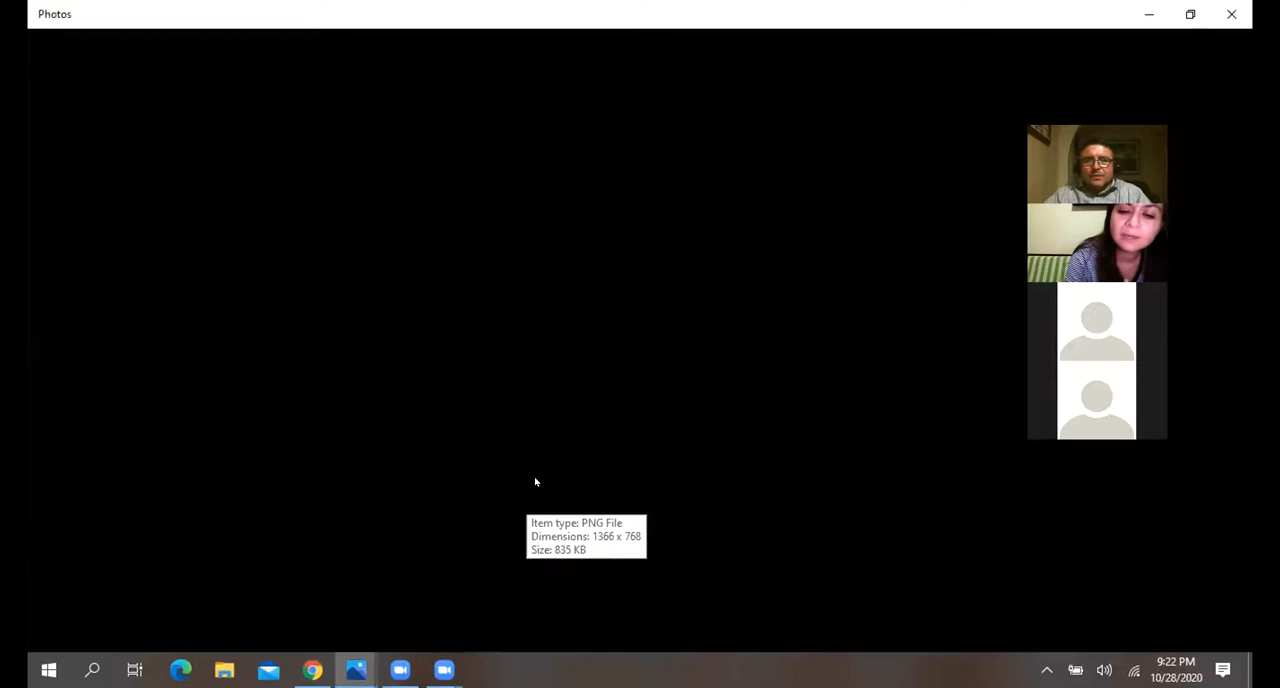 Photos
Item type: PNG File
Dimensions: 1366 x 768
Size: 835 KB
9:22 PM
10/28/2020